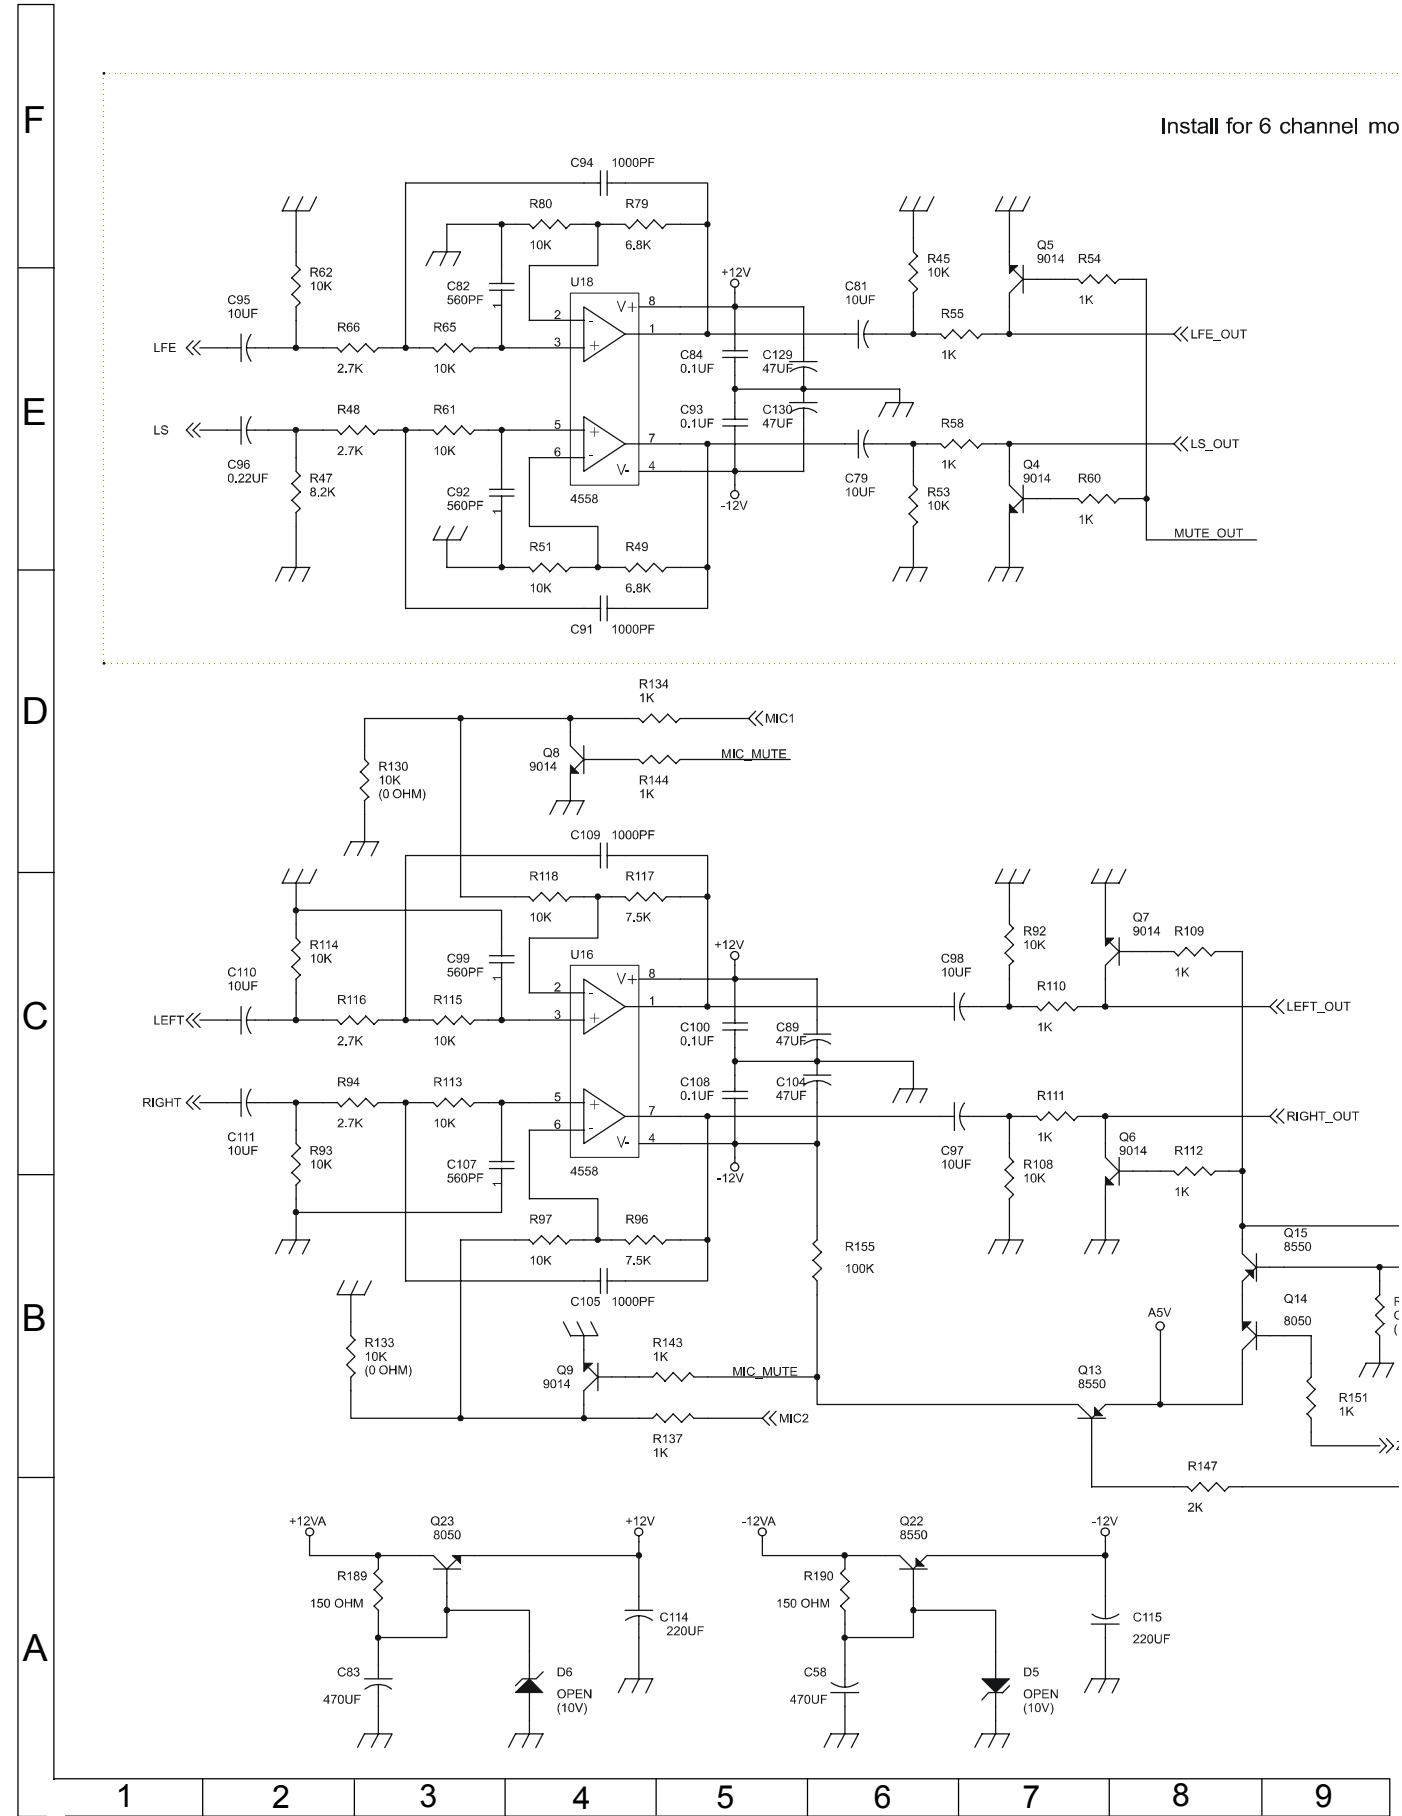 F
Install for 6 channel mo
C94 1000PF
R80
10K
R79
6.8K
R62
10K
C82
560PF
U18
+12V
C81
10UF
R45
10K
Q5
9014
R54
1K
C95
10UF
R66
2.7K
R65
10K
2
3
-
+
V+
8
1
C84
0.1UF
C129
47UF
R55
1K
LFE
LFE_OUT
E
LS
R48
2.7K
R61
10K
C93
0.1UF
C130
47UF
R58
1K
LS_OUT
C96
0.22UF
R47
8.2K
C92
560PF
5
6
+
-
V-
7
4
4558
-12V
C79
10UF
R53
10K
Q4
9014
R60
1K
MUTE_OUT
R51
10K
R49
6.8K
C91 1000PF
D
R134
1K
MIC1
Q8
9014
MIC_MUTE
R144
1K
R130
10K
(0 OHM)
C109 1000PF
R118
10K
R117
7.5K
R114
10K
C99
560PF
U16
+12V
C98
10UF
R92
10K
Q7
9014
R109
1K
C
C110
10UF
R116
2.7K
R115
10K
2
3
-
+
V+
8
1
C100
0.1UF
C89
47UF
R110
1K
LEFT
LEFT_OUT
RIGHT
R94
2.7K
R113
10K
C108
0.1UF
C104
47UF
R111
1K
RIGHT_OUT
C111
10UF
R93
10K
C107
560PF
5
6
+
-
V-
7
4
4558
-12V
C97
10UF
R108
10K
Q6
9014
R112
1K
R97
10K
R96
7.5K
R155
100K
Q15
8550
C105 1000PF
B
R133
10K
(0 OHM)
Q9
9014
R143
1K
MIC_MUTE
A5V
Q14
8050
Q13
8550
R151
1K
R137
1K
MIC2
R147
2K
+12VA
Q23
8050
+12V
-12VA
Q22
8550
-12V
R189
150 OHM
C114
220UF
R190
150 OHM
C115
220UF
A
C83
470UF
D6
OPEN
(10V)
C58
470UF
D5
OPEN
(10V)
1 2 3 4 5 6 7 8 9